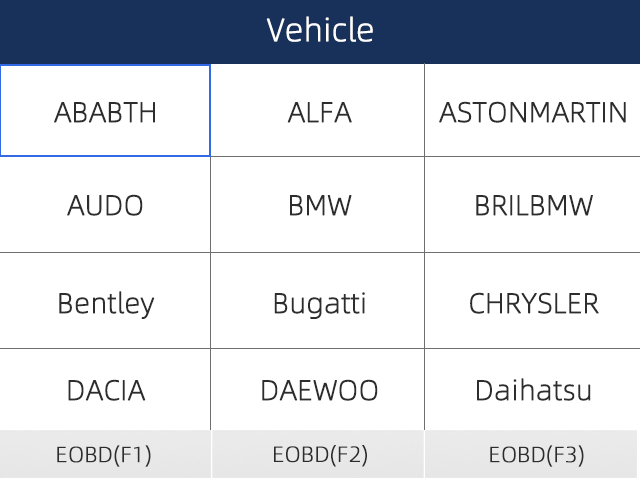 Vehicle
ABABTH ALFA ASTONMARTIN
AUDO BMW BRILBMW
Bentley Bugatti CHRYSLER
DACIA DAEWOO Daihatsu
EOBD(F1) EOBD(F2) EOBD(F3)